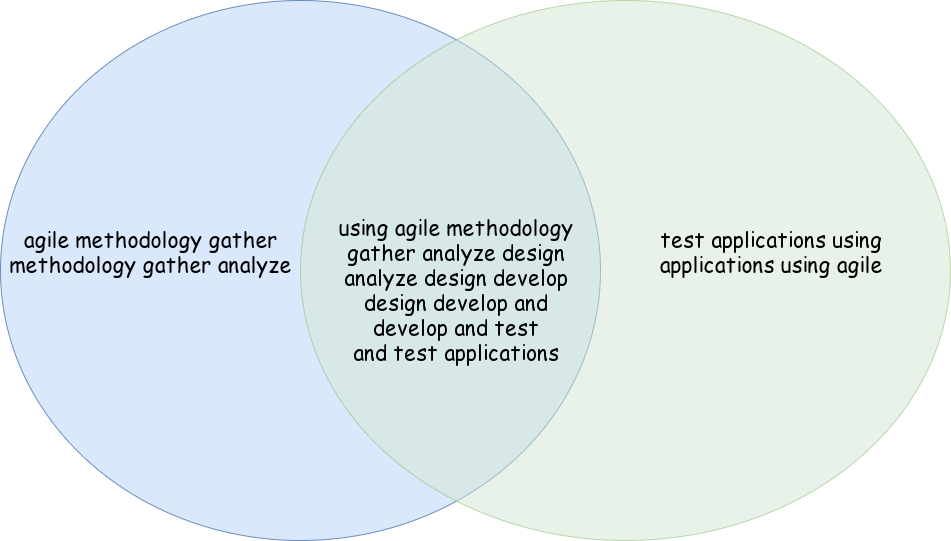 agile methodology gather
methodology gather analyze
using agile methodology
gather analyze design
analyze design develop
design develop and
develop and test
and test applications
test applications using
applications using agile